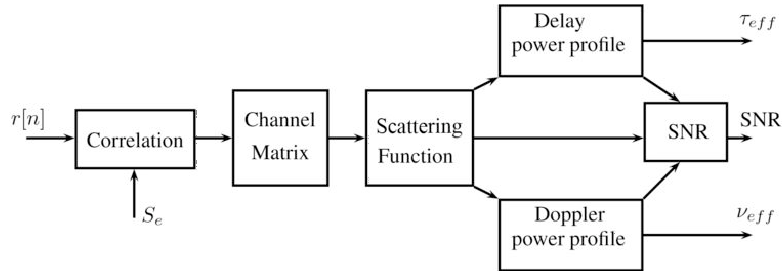 Delay
power profile
τ_eff
r[n]
Correlation
Channel
Matrix
Scattering
Function
SNR
SNR
S_e
Doppler
power profile
ν_eff